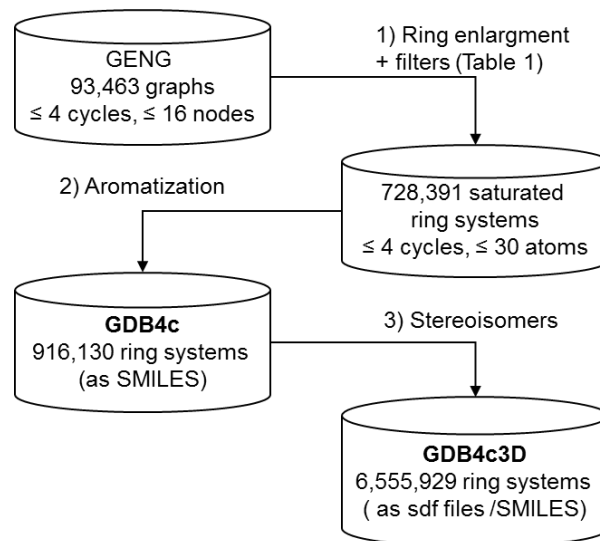 GENG
93,463 graphs
≤ 4 cycles, ≤ 16 nodes
1) Ring enlargment
+ filters (Table 1)
728,391 saturated
ring systems
≤ 4 cycles, ≤ 30 atoms
2) Aromatization
GDB4c
916,130 ring systems
(as SMILES)
3) Stereoisomers
GDB4c3D
6,555,929 ring systems
( as sdf files /SMILES)